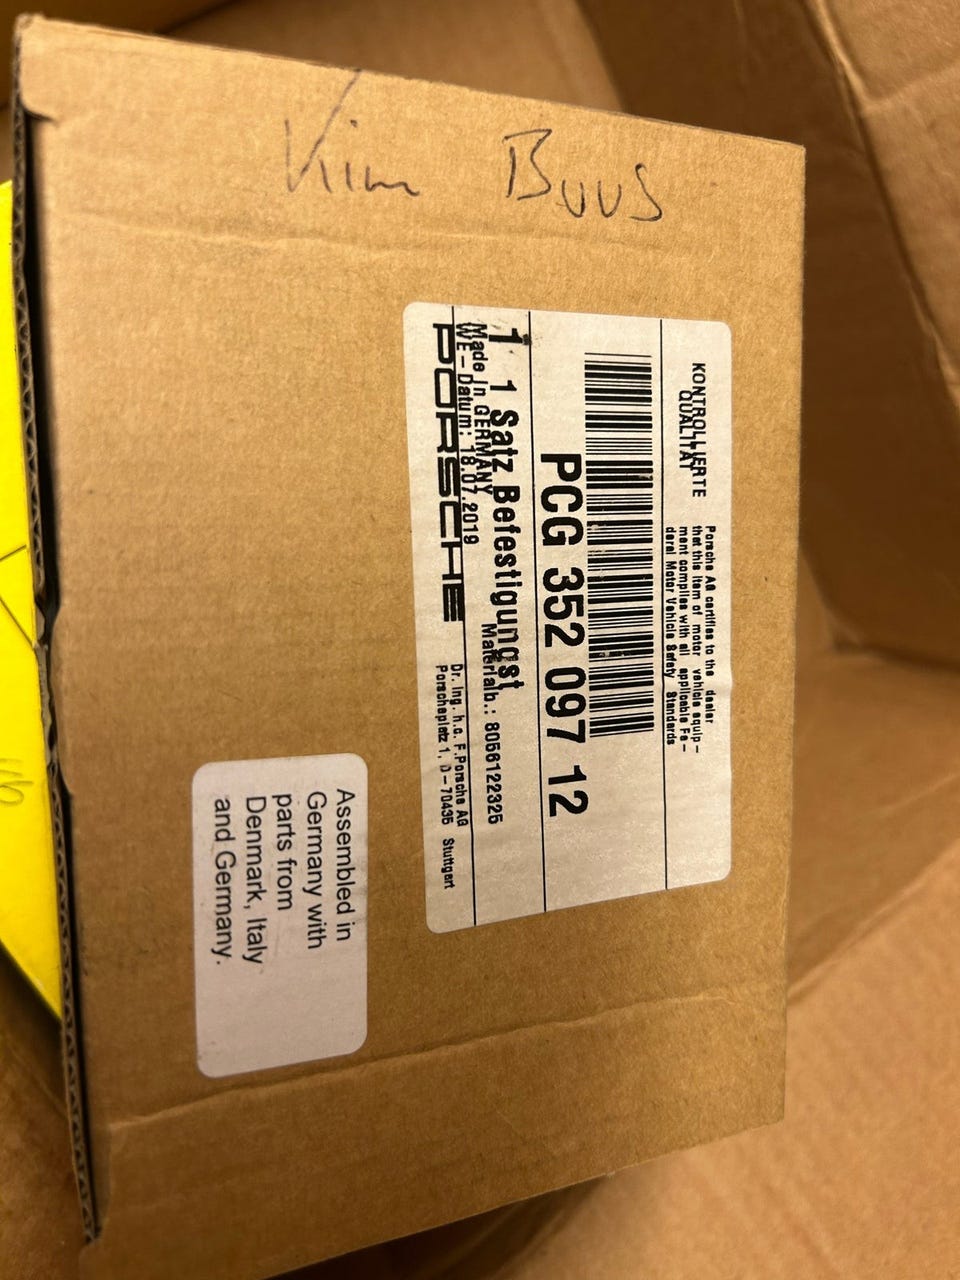 Kim Buus
KONTROLLIERTE
QUALITÄT
Porsche AG certifies to the dealer
that this item of motor vehicle equip-
ment complies with all applicable Fe-
deral Motor Vehicle Safety Standards
PCG 352 097 12
1 1 Satz Befestigungst
Materialb.: 8056122325
Made In GERMANY
WE-Datum: 18.07.2019
PORSCHE
Dr. Ing. h.c. F.Porsche AG
Porscheplatz 1, D-70435 Stuttgart
Assembled in
Germany with
parts from
Denmark, Italy
and Germany.